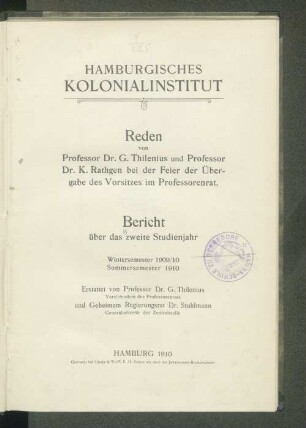 HAMBURGISCHES
KOLONIALINSTITUT
Reden
von
Professor Dr. G. Thilenius und Professor
Dr. K. Rathgen bei der Feier der Über-
gabe des Vorsitzes im Professorenrat.
Bericht
über das zweite Studienjahr
Wintersemester 1909/10
Sommersemester 1910
Erstattet von Professor Dr. G. Thilenius
Vorsitzendem des Professorenrats
und Geheimem Regierungsrat Dr. Stuhlmann
Generalsekretär der Zentralstelle
HAMBURG 1910